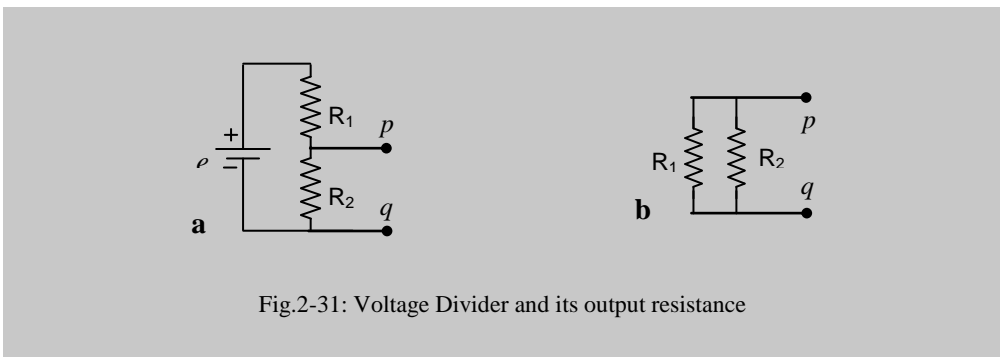 +
R₁
p
−
R₂
q
a
R₁
R₂
p
q
b
Fig.2-31: Voltage Divider and its output resistance